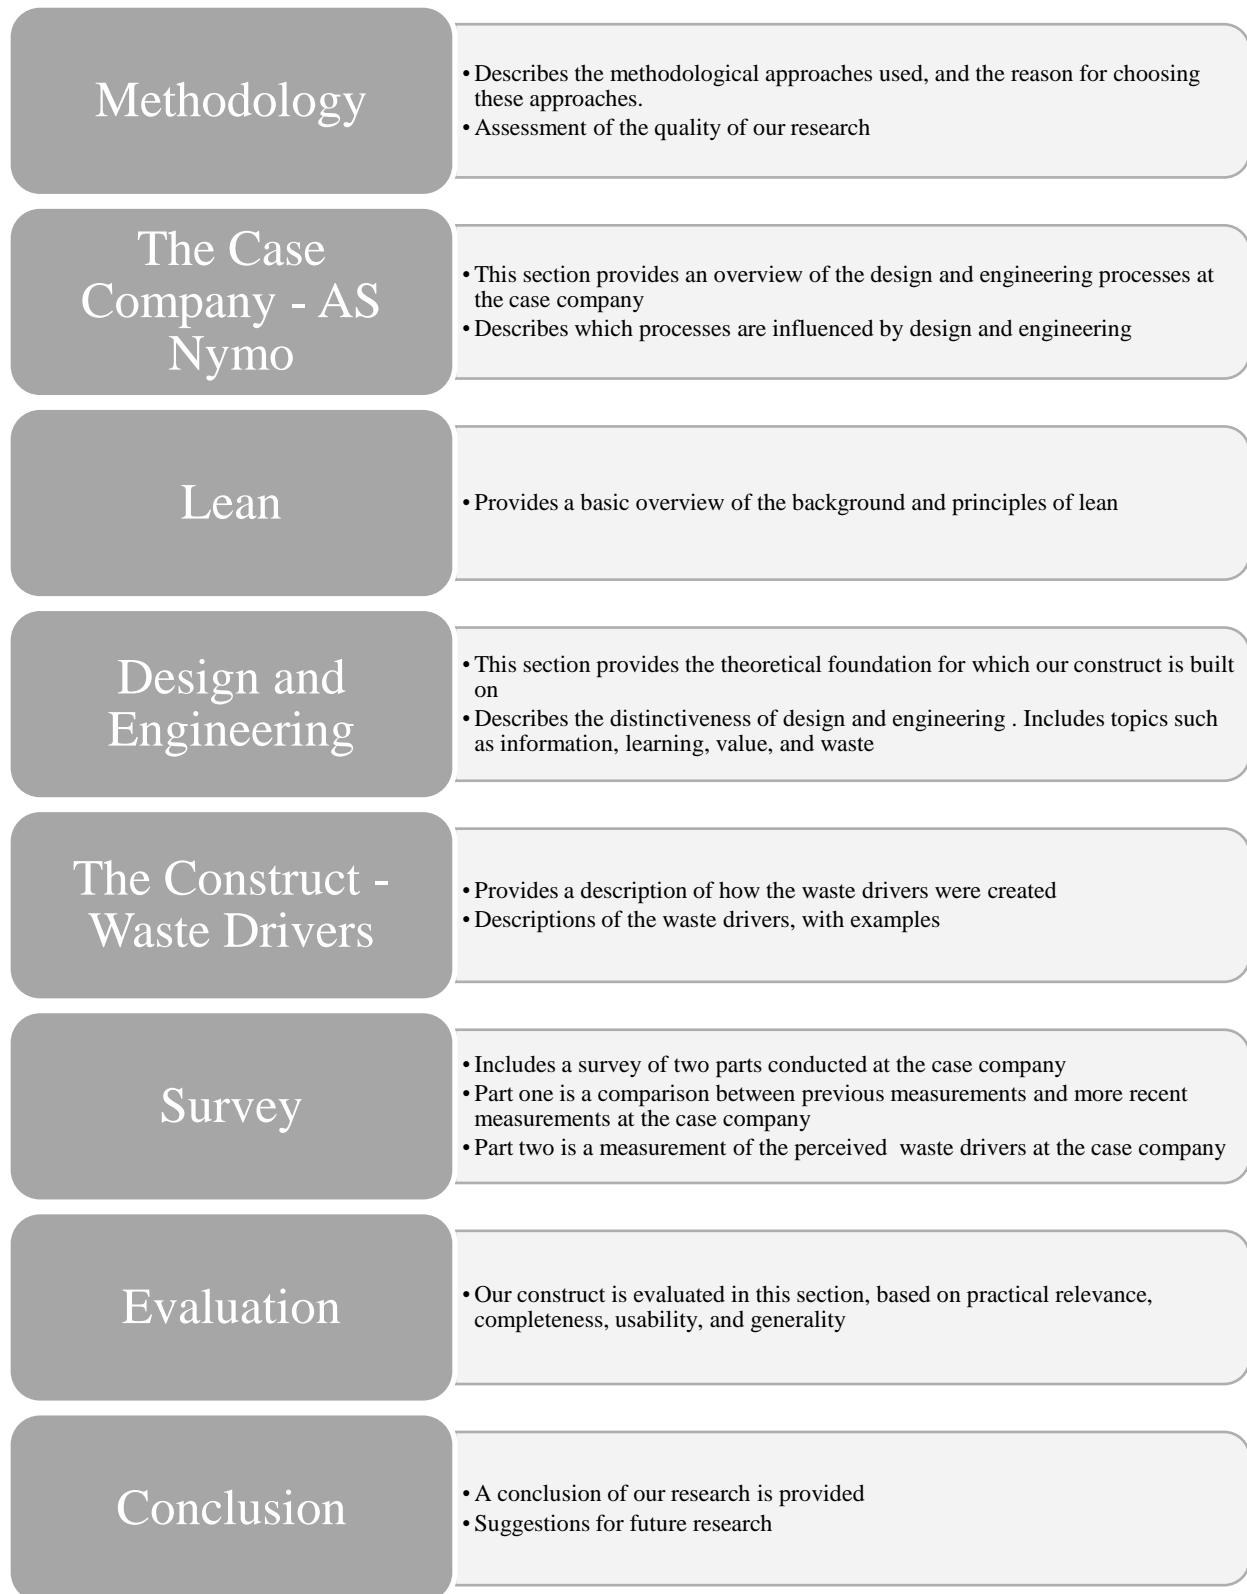 Methodology
• Describes the methodological approaches used, and the reason for choosing
these approaches.
• Assessment of the quality of our research
The Case
Company - AS
Nymo
• This section provides an overview of the design and engineering processes at
the case company
• Describes which processes are influenced by design and engineering
Lean
• Provides a basic overview of the background and principles of lean
Design and
Engineering
• This section provides the theoretical foundation for which our construct is built
on
• Describes the distinctiveness of design and engineering . Includes topics such
as information, learning, value, and waste
The Construct -
Waste Drivers
• Provides a description of how the waste drivers were created
• Descriptions of the waste drivers, with examples
Survey
• Includes a survey of two parts conducted at the case company
• Part one is a comparison between previous measurements and more recent
measurements at the case company
• Part two is a measurement of the perceived  waste drivers at the case company
Evaluation
• Our construct is evaluated in this section, based on practical relevance,
completeness, usability, and generality
Conclusion
• A conclusion of our research is provided
• Suggestions for future research